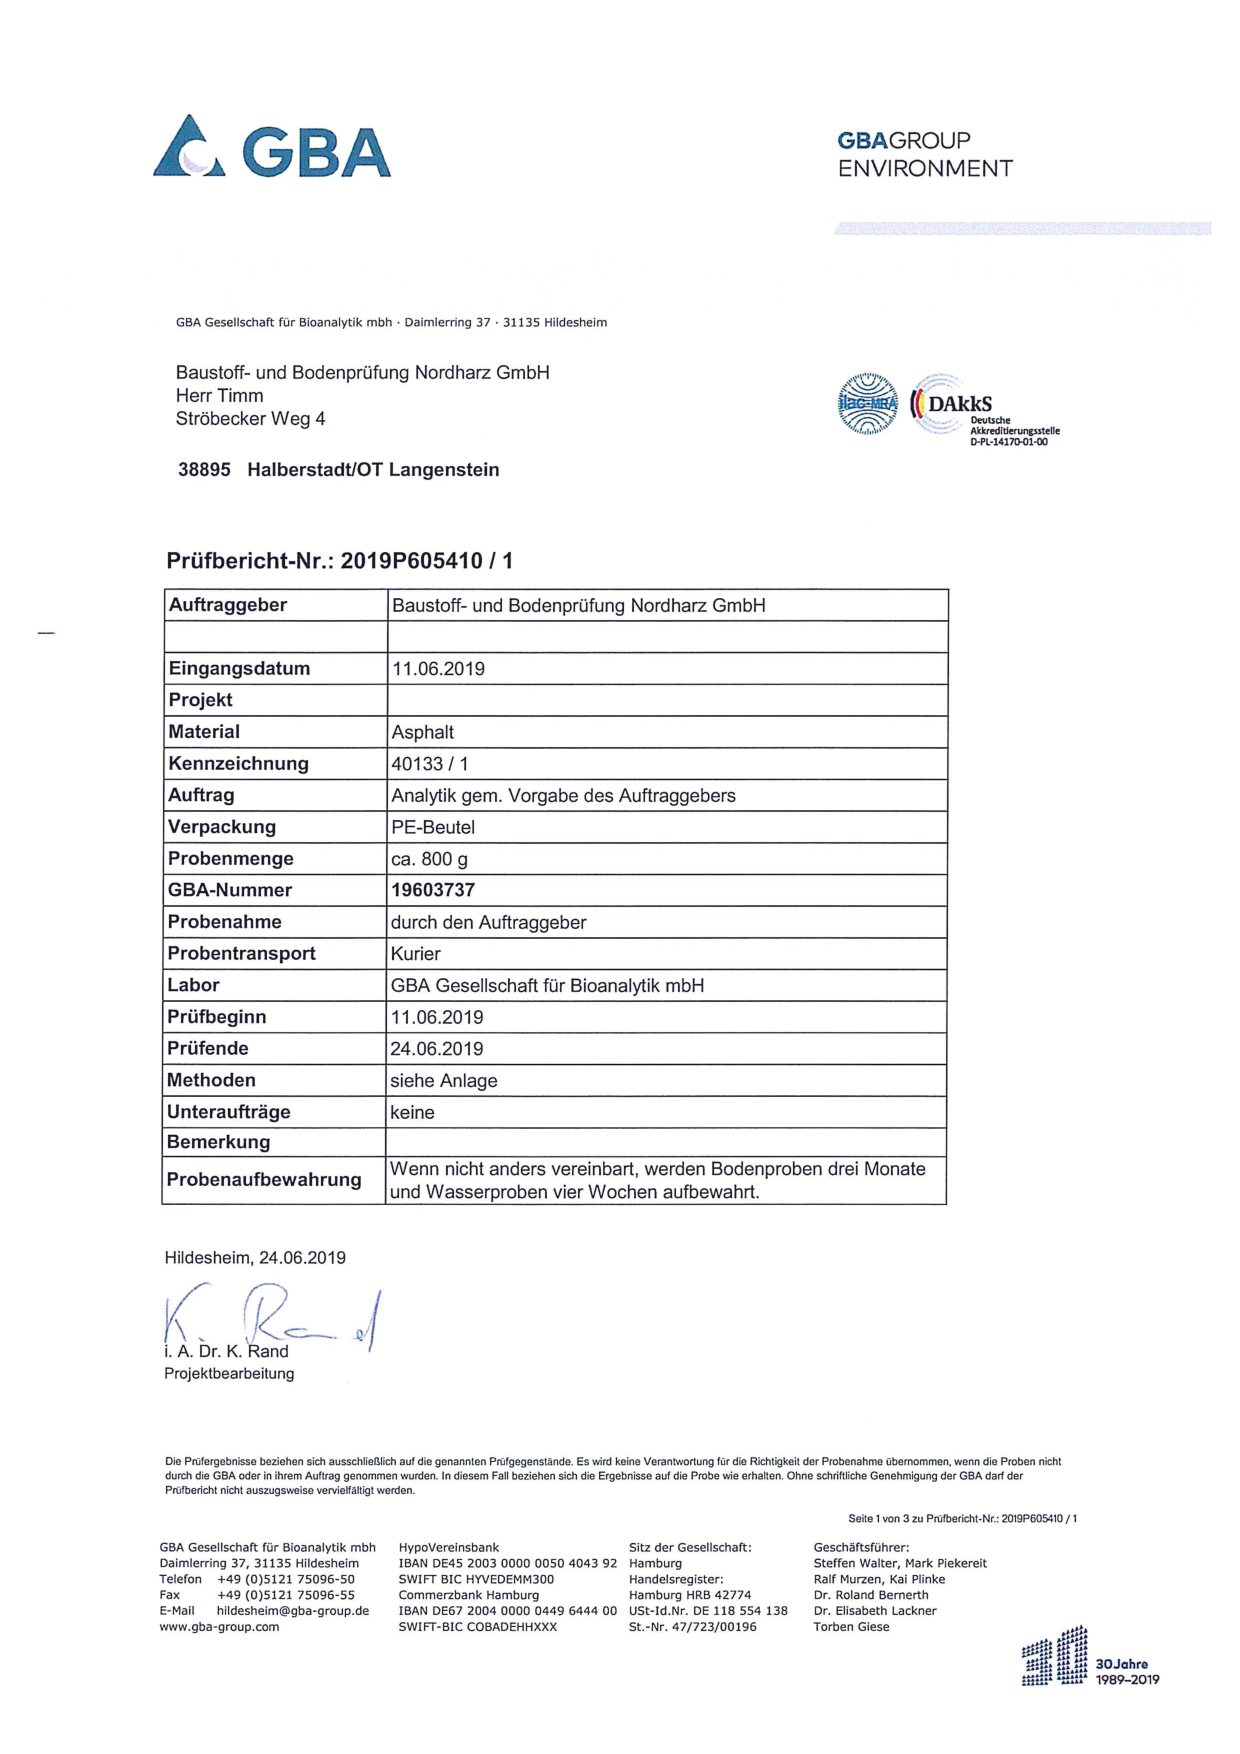 GBA
GBAGROUP
ENVIRONMENT
GBA Gesellschaft für Bioanalytik mbh · Daimlerring 37 · 31135 Hildesheim
Baustoff- und Bodenprüfung Nordharz GmbH
Herr Timm
Ströbecker Weg 4
38895 Halberstadt/OT Langenstein
ilac-MRA
DAkkS
Deutsche
Akkreditierungsstelle
D-PL-14170-01-00
Prüfbericht-Nr.: 2019P605410 / 1
Auftraggeber Baustoff- und Bodenprüfung Nordharz GmbH
Eingangsdatum 11.06.2019
Projekt
Material Asphalt
Kennzeichnung 40133 / 1
Auftrag Analytik gem. Vorgabe des Auftraggebers
Verpackung PE-Beutel
Probenmenge ca. 800 g
GBA-Nummer 19603737
Probenahme durch den Auftraggeber
Probentransport Kurier
Labor GBA Gesellschaft für Bioanalytik mbH
Prüfbeginn 11.06.2019
Prüfende 24.06.2019
Methoden siehe Anlage
Unteraufträge keine
Bemerkung
Probenaufbewahrung Wenn nicht anders vereinbart, werden Bodenproben drei Monate
und Wasserproben vier Wochen aufbewahrt.
Hildesheim, 24.06.2019
K. Rand
i. A. Dr. K. Rand
Projektbearbeitung
Die Prüfergebnisse beziehen sich ausschließlich auf die genannten Prüfgegenstände. Es wird keine Verantwortung für die Richtigkeit der Probenahme übernommen, wenn die Proben nicht
durch die GBA oder in ihrem Auftrag genommen wurden. In diesem Fall beziehen sich die Ergebnisse auf die Probe wie erhalten. Ohne schriftliche Genehmigung der GBA darf der
Prüfbericht nicht auszugsweise vervielfältigt werden.
Seite 1 von 3 zu Prüfbericht-Nr.: 2019P605410 / 1
GBA Gesellschaft für Bioanalytik mbh
Daimlerring 37, 31135 Hildesheim
Telefon +49 (0)5121 75096-50
Fax +49 (0)5121 75096-55
E-Mail hildesheim@gba-group.de
www.gba-group.com
HypoVereinsbank
IBAN DE45 2003 0000 0050 4043 92
SWIFT BIC HYVEDEMM300
Commerzbank Hamburg
IBAN DE67 2004 0000 0449 6444 00
SWIFT-BIC COBADEHHXXX
Sitz der Gesellschaft:
Hamburg
Handelsregister:
Hamburg HRB 42774
USt-Id.Nr. DE 118 554 138
St.-Nr. 47/723/00196
Geschäftsführer:
Steffen Walter, Mark Piekereit
Ralf Murzen, Kai Plinke
Dr. Roland Bernerth
Dr. Elisabeth Lackner
Torben Giese
30
30Jahre
1989–2019